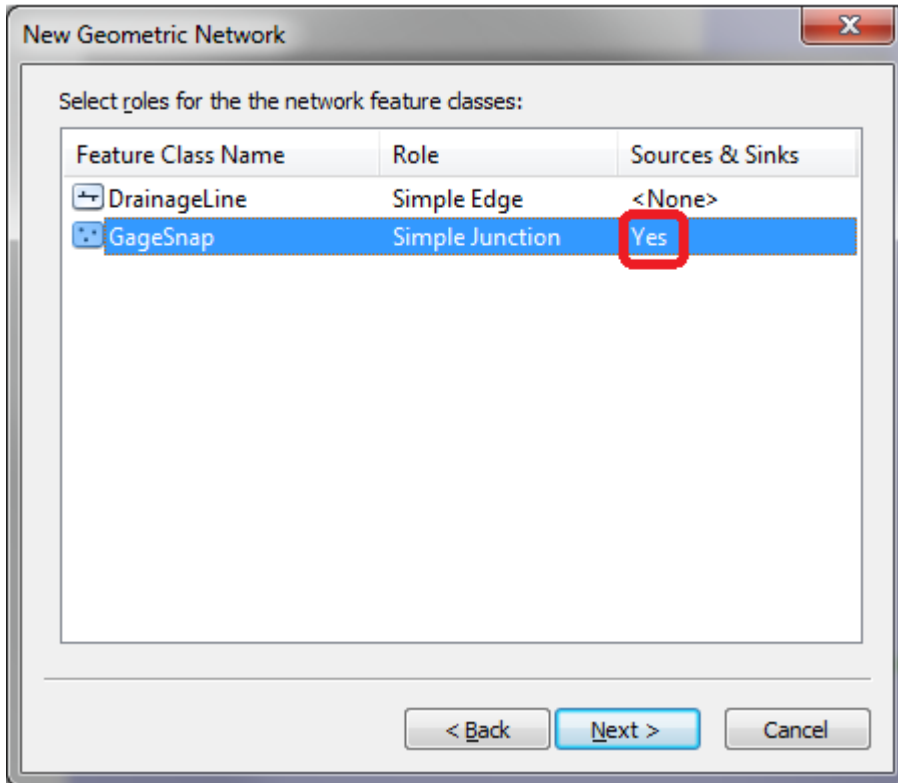 New Geometric Network
Select roles for the the network feature classes:
Feature Class Name Role Sources & Sinks
DrainageLine Simple Edge <None>
GageSnap Simple Junction Yes
< Back Next > Cancel